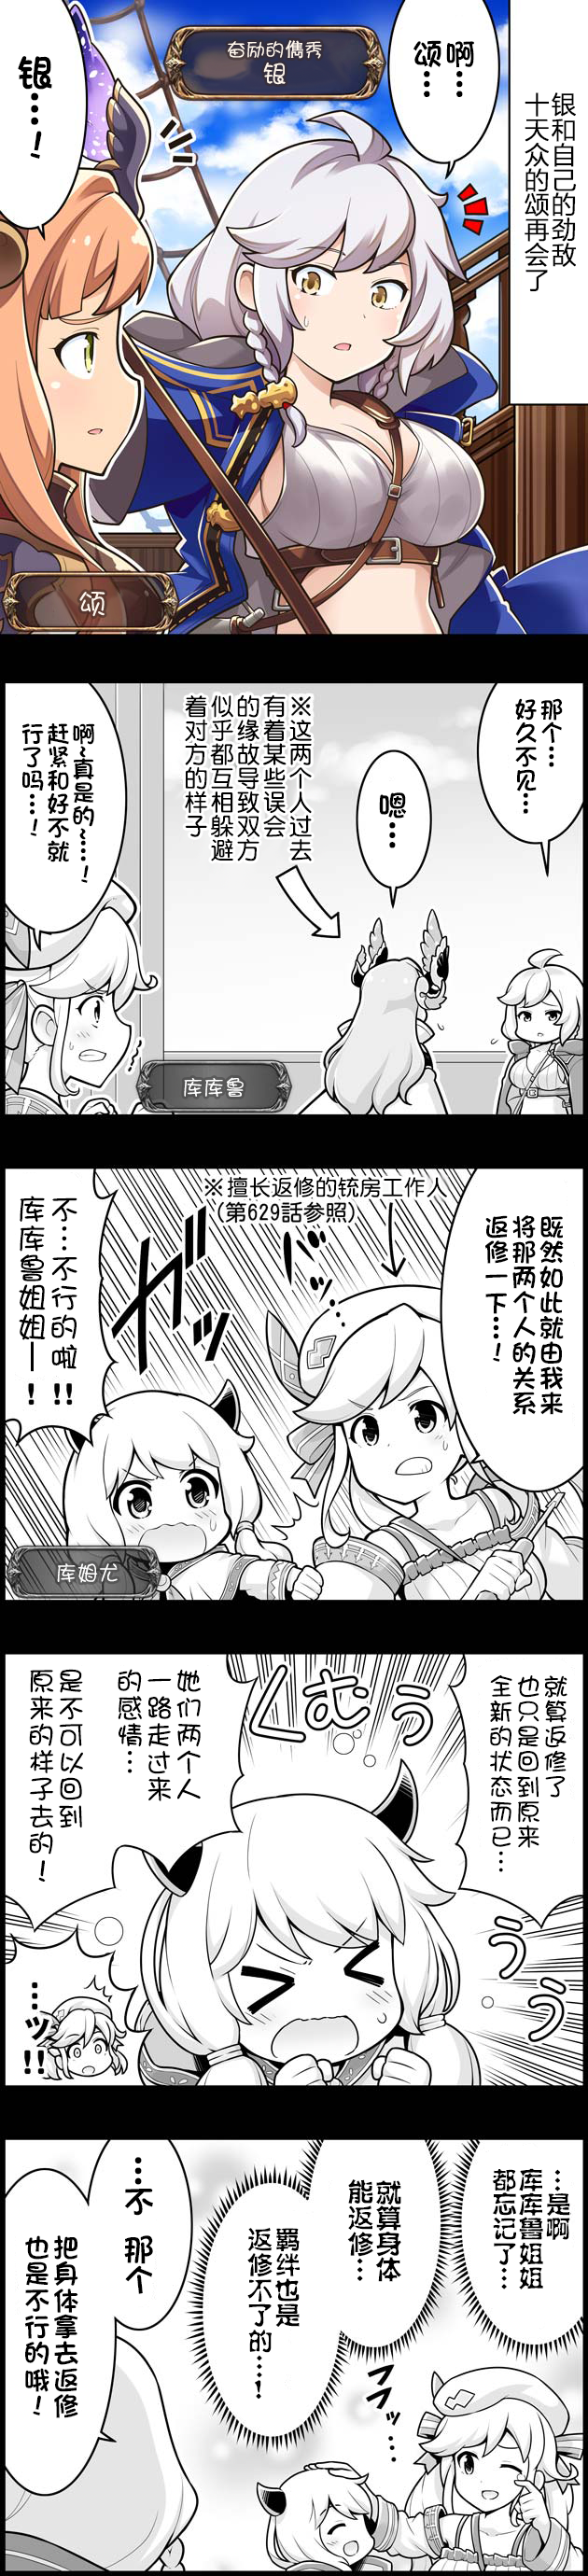 银和自己的劲敌
十天众的颂再会了
啊…
颂…
奋励的儁秀
银
银…！
颂
那个…
好久不见…
嗯…
※这两个人过去
有着某些误会
的缘故导致双方
似乎都互相躲避
着对方的样子
啊~真是的~…！
赶紧和好不就
行了吗…！
库库鲁
既然如此就由我来
将那两个人的关系
返修一下…！
※擅长返修的铳房工作人
（第629話参照）
ガッ
不…不行的啦!!
库库鲁姐姐ー！
库姆尤
就算返修了
也只是回到原来
全新的状态而已…
くむぅ
她们两个人
一路走过来
的感情…
是不可以回到
原来的样子去的！
うぅ
…ッ!!
…是啊
库库鲁姐姐
都忘记了…
就算身体
能返修…
羁绊也是
返修不了的…！
フフッ…
…不 那个
把身体拿去返修
也是不行的哦！